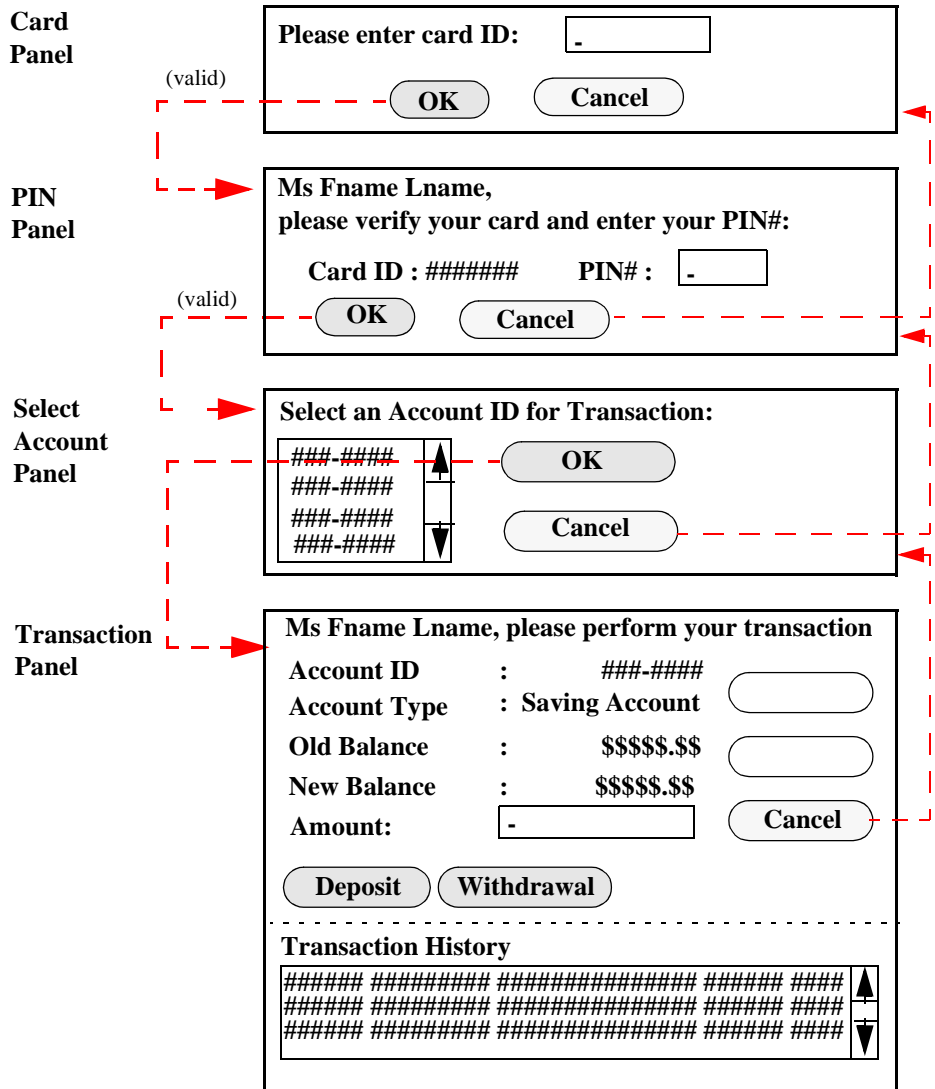 Card
Panel
Please enter card ID: -
(valid)
OK Cancel
PIN
Panel
Ms Fname Lname,
please verify your card and enter your PIN#:
Card ID : ####### PIN# : -
(valid)
OK Cancel
Select
Account
Panel
Select an Account ID for Transaction:
###-####
###-####
###-####
###-####
OK
Cancel
Transaction
Panel
Ms Fname Lname, please perform your transaction
Account ID : ###-####
Account Type : Saving Account
Old Balance : $$$$$.$$
New Balance : $$$$$.$$
Amount: -
Cancel
Deposit Withdrawal
Transaction History
###### ######### ############### ###### ####
###### ######### ############### ###### ####
###### ######### ############### ###### ####